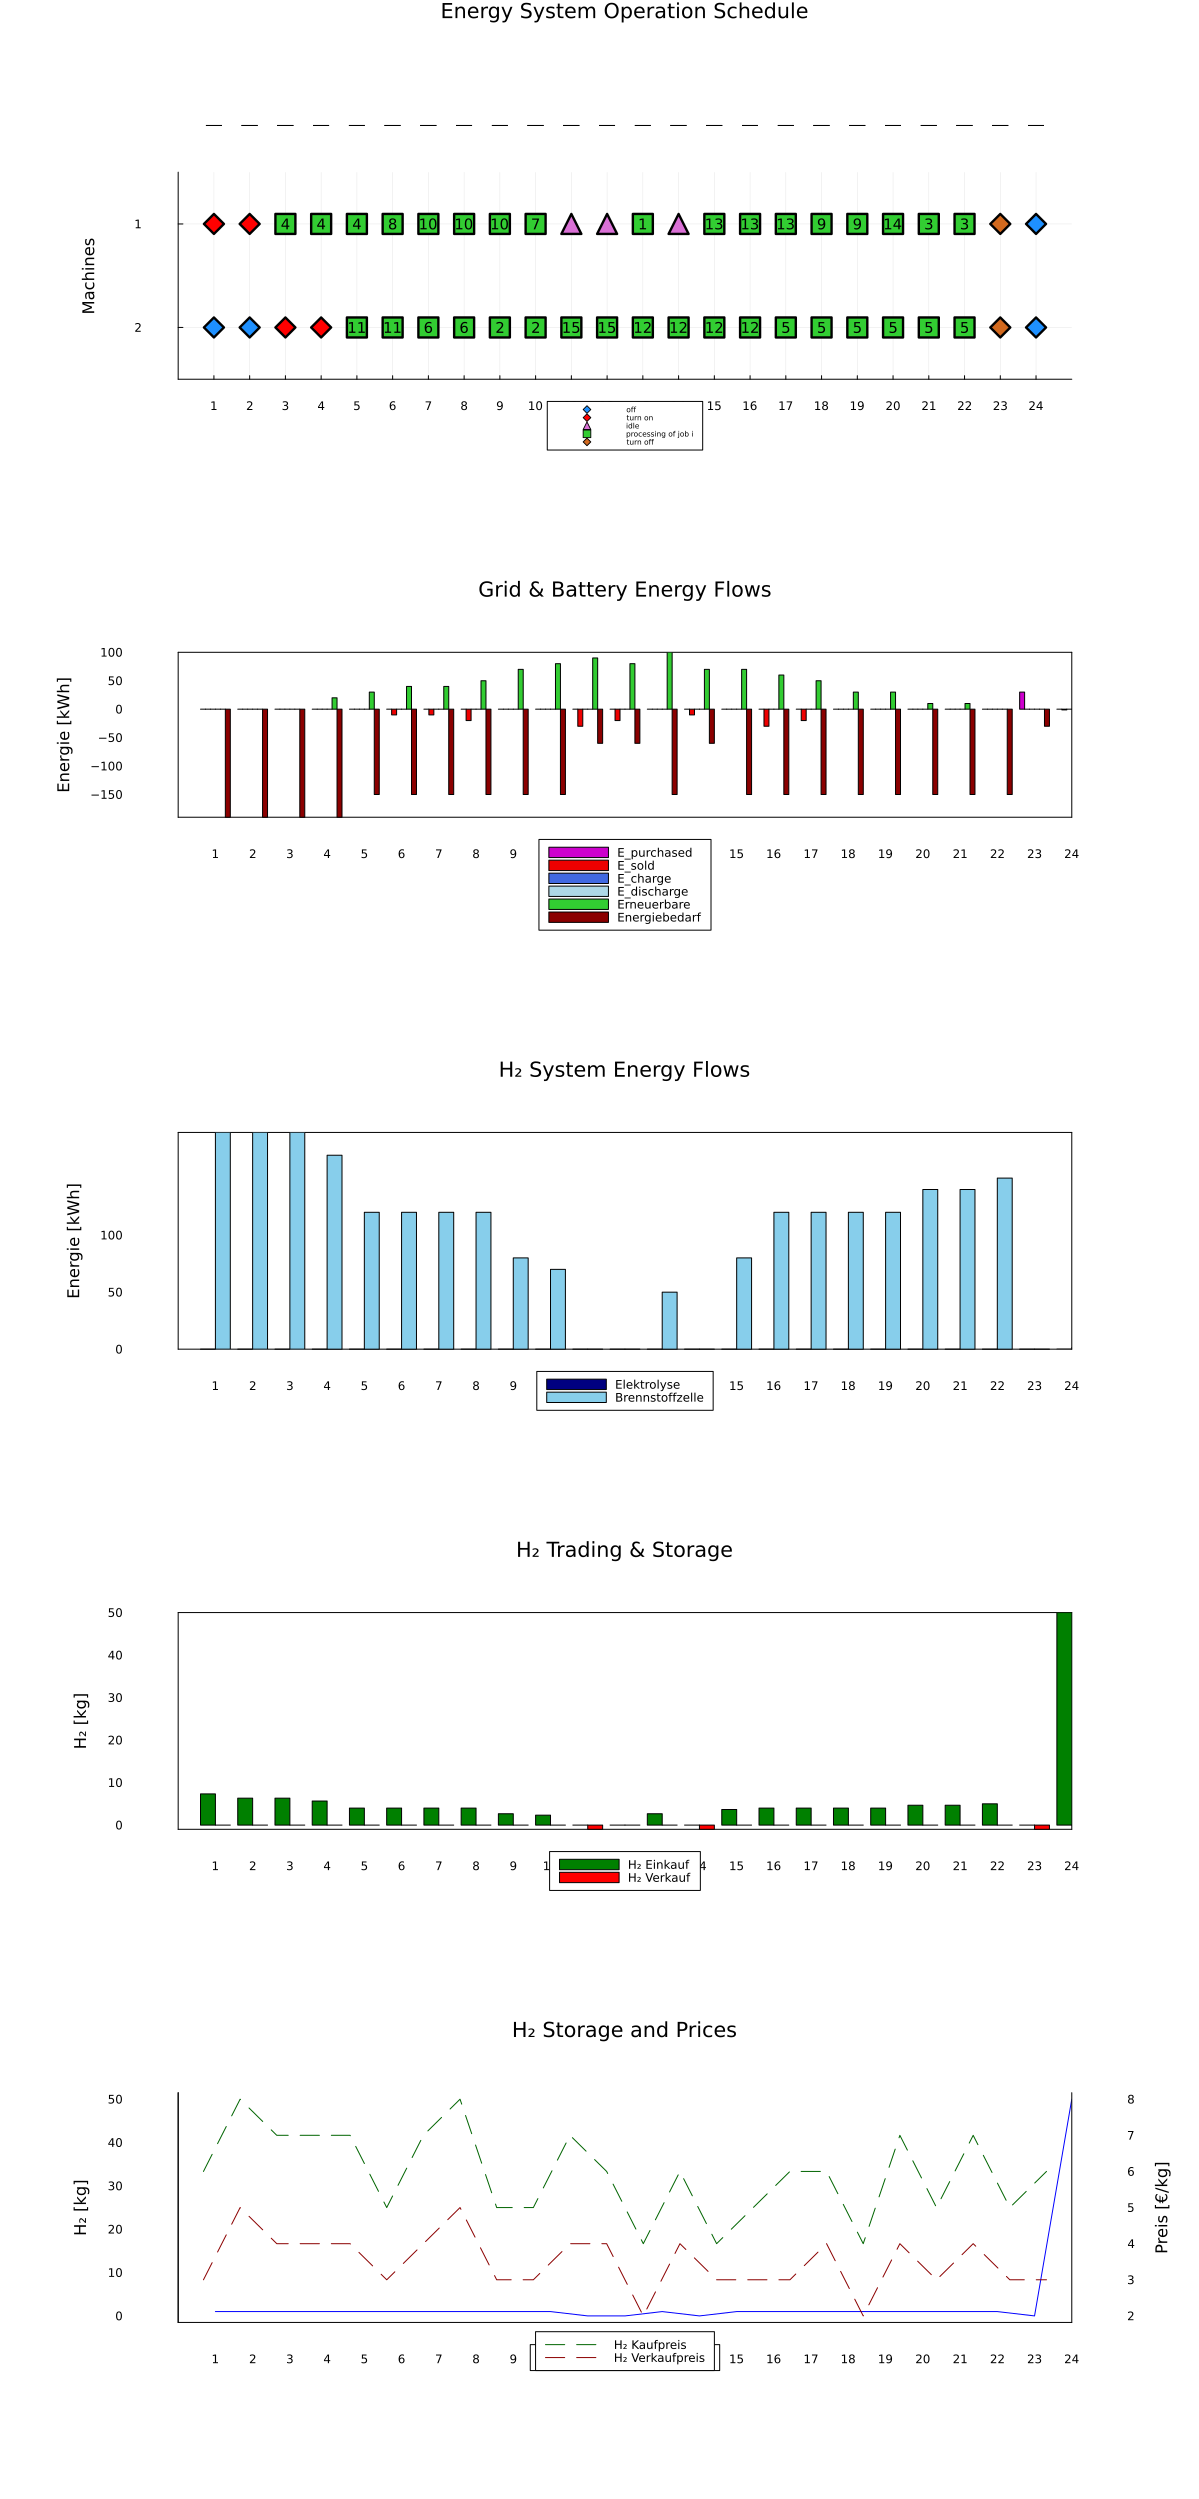 Energy System Operation Schedule
Machines
1
4 4 4 8 10 10 10 7 1 13 13 13 9 9 14 3 3
2
11 11 6 6 2 2 15 15 12 12 12 12 5 5 5 5 5 5
1 2 3 4 5 6 7 8 9 10 15 16 17 18 19 20 21 22 23 24
off
turn on
idle
processing of job i
turn off
Grid & Battery Energy Flows
Energie [kWh]
100
50
0
−50
−100
−150
1 2 3 4 5 6 7 8 9 15 16 17 18 19 20 21 22 23 24
E_purchased
E_sold
E_charge
E_discharge
Erneuerbare
Energiebedarf
H₂ System Energy Flows
Energie [kWh]
100
50
0
1 2 3 4 5 6 7 8 9 15 16 17 18 19 20 21 22 23 24
Elektrolyse
Brennstoffzelle
H₂ Trading & Storage
H₂ [kg]
50
40
30
20
10
0
1 2 3 4 5 6 7 8 9 1 4 15 16 17 18 19 20 21 22 23 24
H₂ Einkauf
H₂ Verkauf
H₂ Storage and Prices
H₂ [kg]
50
40
30
20
10
0
8
7
6
5
4
3
2
Preis [€/kg]
1 2 3 4 5 6 7 8 9 15 16 17 18 19 20 21 22 23 24
H₂ Kaufpreis
H₂ Verkaufpreis